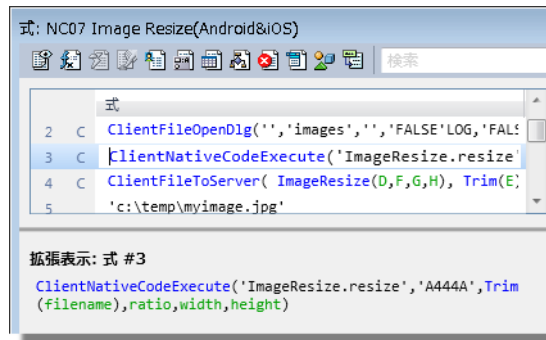 式: NC07 Image Resize(Android&iOS)
検索
式
2 C ClientFileOpenDlg('','images','','FALSE'LOG,'FALS
3 C ClientNativeCodeExecute('ImageResize.resize'
4 C ClientFileToServer( ImageResize(D,F,G,H), Trim(E)
5 'c:\temp\myimage.jpg'
拡張表示: 式 #3
ClientNativeCodeExecute('ImageResize.resize','A444A',Trim
(filename),ratio,width,height)